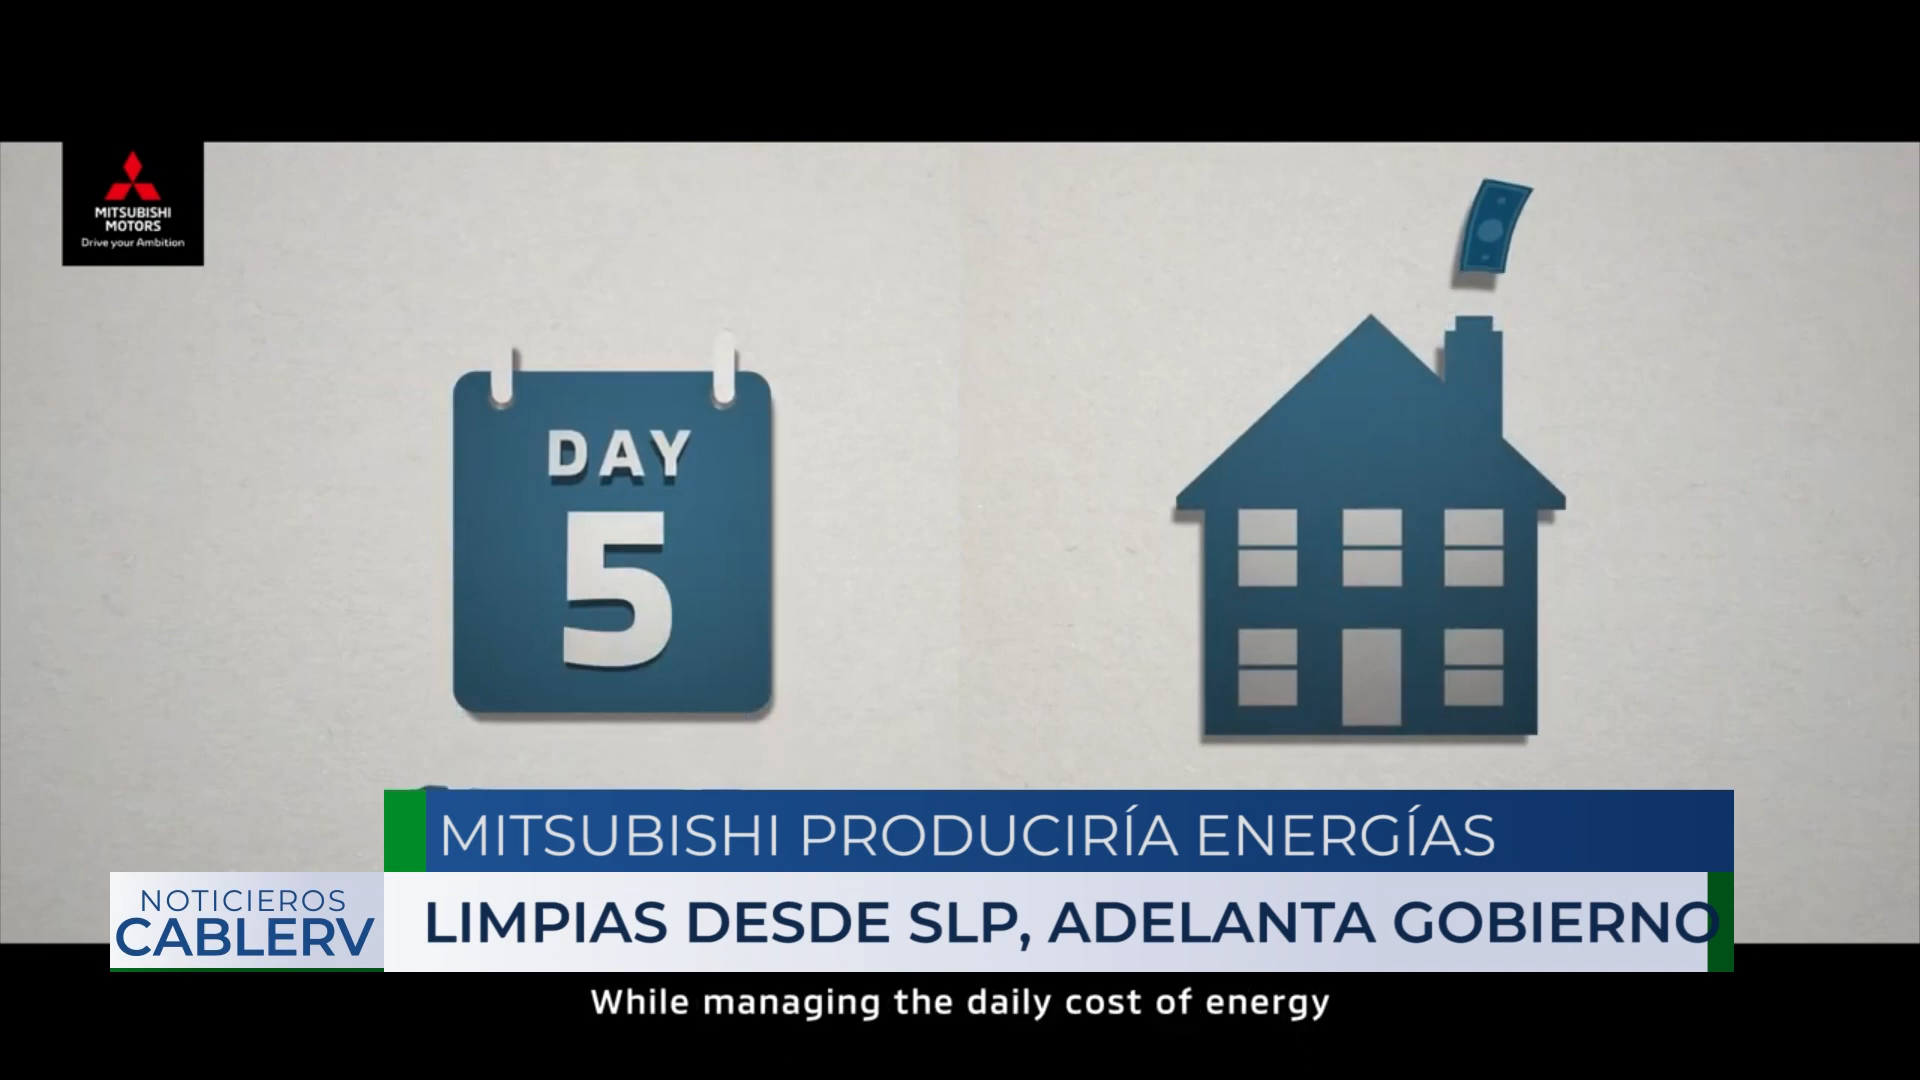 MITSUBISHI
MOTORS
Drive your Ambition
DAY
5
MITSUBISHI PRODUCIRÍA ENERGÍAS
NOTICIEROS
CABLERV
LIMPIAS DESDE SLP, ADELANTA GOBIERNO
While managing the daily cost of energy